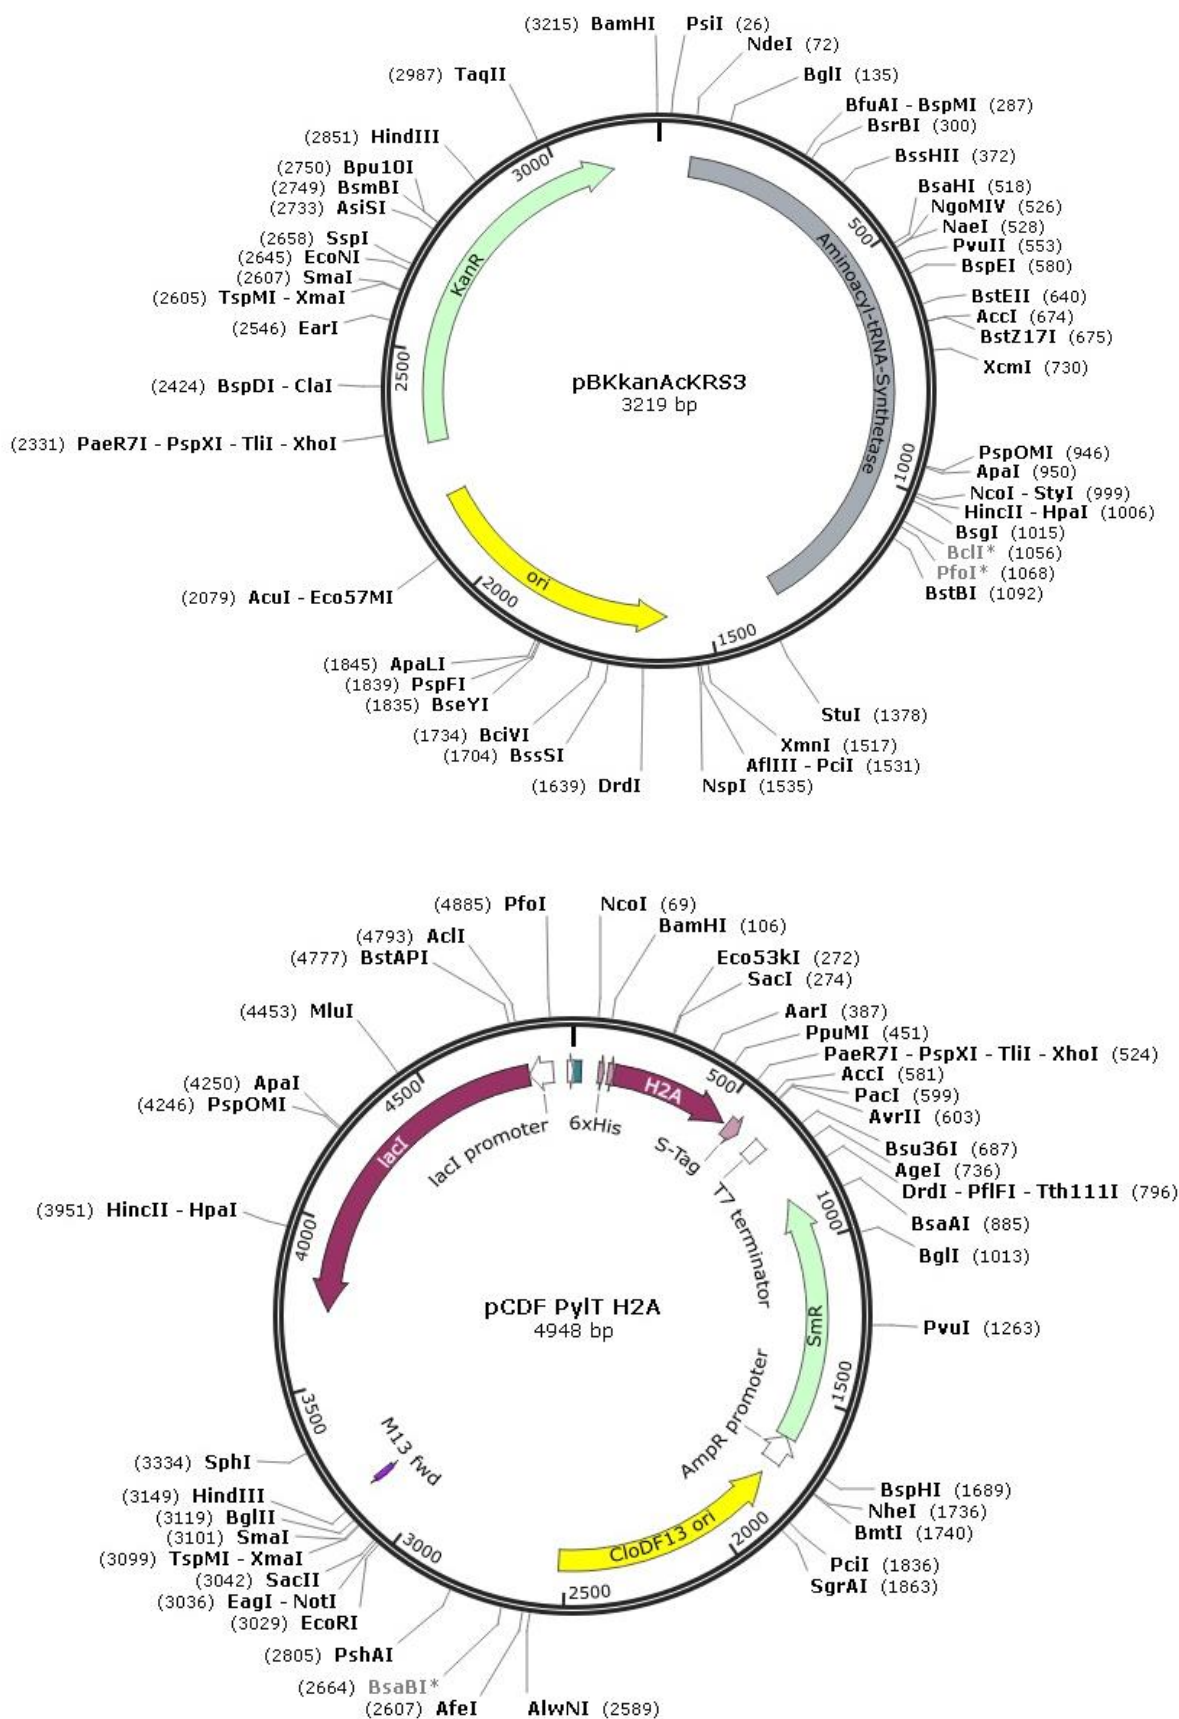 (3215) BamHI
PsiI (26)
NdeI (72)
(2987) TaqII
BglI (135)
BfuAI - BspMI (287)
BsrBI (300)
(2851) HindIII
BssHII (372)
(2750) Bpu10I
(2749) BsmBI
(2733) AsiSI
BsaHI (518)
NgoMIV (526)
NaeI (528)
PvuII (553)
BspEI (580)
(2658) SspI
(2645) EcoNI
(2607) SmaI
(2605) TspMI - XmaI
(2546) EarI
BstEII (640)
AccI (674)
BstZ17I (675)
XcmI (730)
(2424) BspDI - ClaI
(2331) PaeR7I - PspXI - TliI - XhoI
3000
500
KanR
Aminoacyl-tRNA-Synthetase
2500
pBKkanAcKRS3
3219 bp
1000
PspOMI (946)
ApaI (950)
NcoI - StyI (999)
HincII - HpaI (1006)
BsgI (1015)
BclI* (1056)
PfoI* (1068)
BstBI (1092)
ori
2000
(2079) AcuI - Eco57MI
1500
(1845) ApaLI
(1839) PspFI
(1835) BseYI
(1734) BciVI
(1704) BssSI
(1639) DrdI
StuI (1378)
XmnI (1517)
AflIII - PciI (1531)
NspI (1535)
(4885) PfoI
NcoI (69)
BamHI (106)
(4793) AclI
(4777) BstAPI
Eco53kI (272)
SacI (274)
(4453) MluI
AarI (387)
PpuMI (451)
PaeR7I - PspXI - TliI - XhoI (524)
AccI (581)
PacI (599)
AvrII (603)
(4250) ApaI
(4246) PspOMI
Bsu36I (687)
AgeI (736)
DrdI - PflFI - Tth111I (796)
BsaAI (885)
BglI (1013)
(3951) HincII - HpaI
4500
500
H2A
lacI
lacI promoter
6xHis
S-Tag
T7 terminator
4000
1000
pCDF PylT H2A
4948 bp
SmR
PvuI (1263)
AmpR promoter
1500
3500
M13 fwd
(3334) SphI
(3149) HindIII
(3119) BglII
(3101) SmaI
(3099) TspMI - XmaI
(3042) SacII
(3036) EagI - NotI
(3029) EcoRI
(2805) PshAI
(2664) BsaBI*
(2607) AfeI
AlwNI (2589)
3000
CloDF13 ori
2500
2000
BspHI (1689)
NheI (1736)
BmtI (1740)
PciI (1836)
SgrAI (1863)